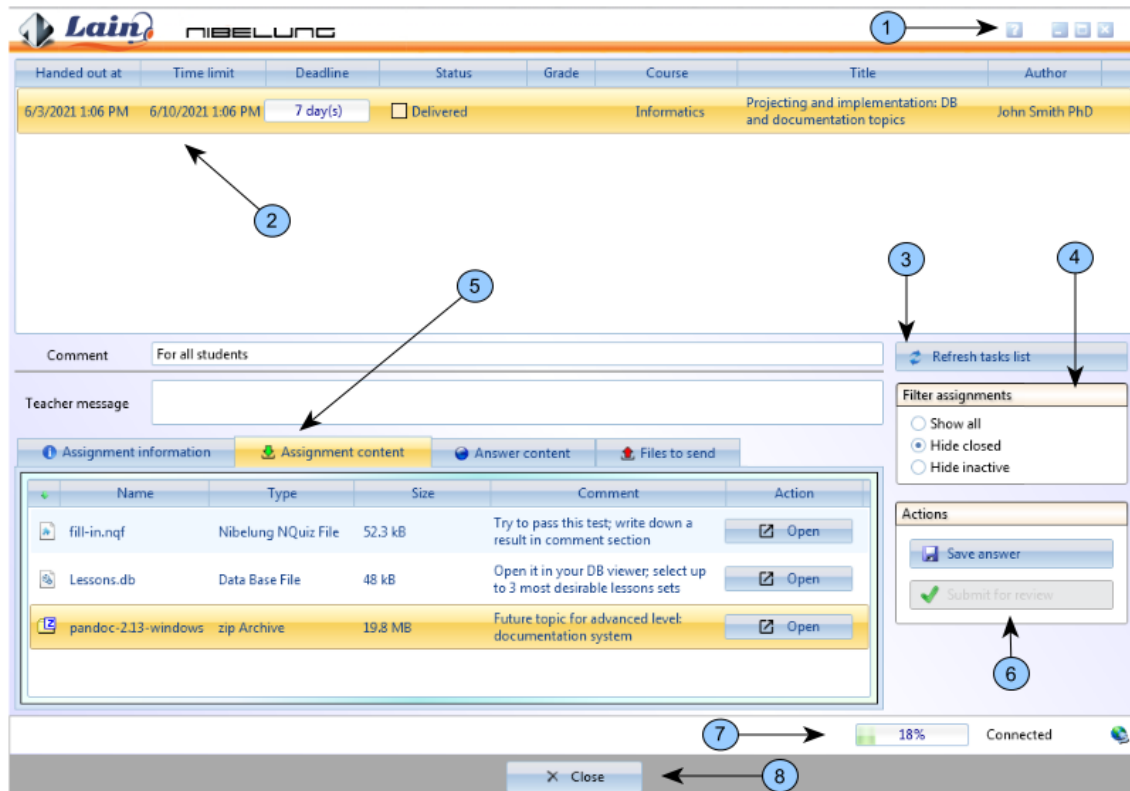 Lain NIBELUNG 1 ?
Handed out at Time limit Deadline Status Grade Course Title Author
6/3/2021 1:06 PM 6/10/2021 1:06 PM 7 day(s) Delivered Informatics Projecting and implementation: DB John Smith PhD
and documentation topics
2
3 4
5
Comment For all students Refresh tasks list
Teacher message
Filter assignments
Show all
Hide closed
Hide inactive
Assignment information Assignment content Answer content Files to send
Name Type Size Comment Action
fill-in.nqf Nibelung NQuiz File 52.3 kB Try to pass this test; write down a Open
result in comment section
Lessons.db Data Base File 48 kB Open it in your DB viewer; select up Open
to 3 most desirable lessons sets
pandoc-2.13-windows zip Archive 19.8 MB Future topic for advanced level: Open
documentation system
Actions
Save answer
Submit for review
6
7 18% Connected
Close 8